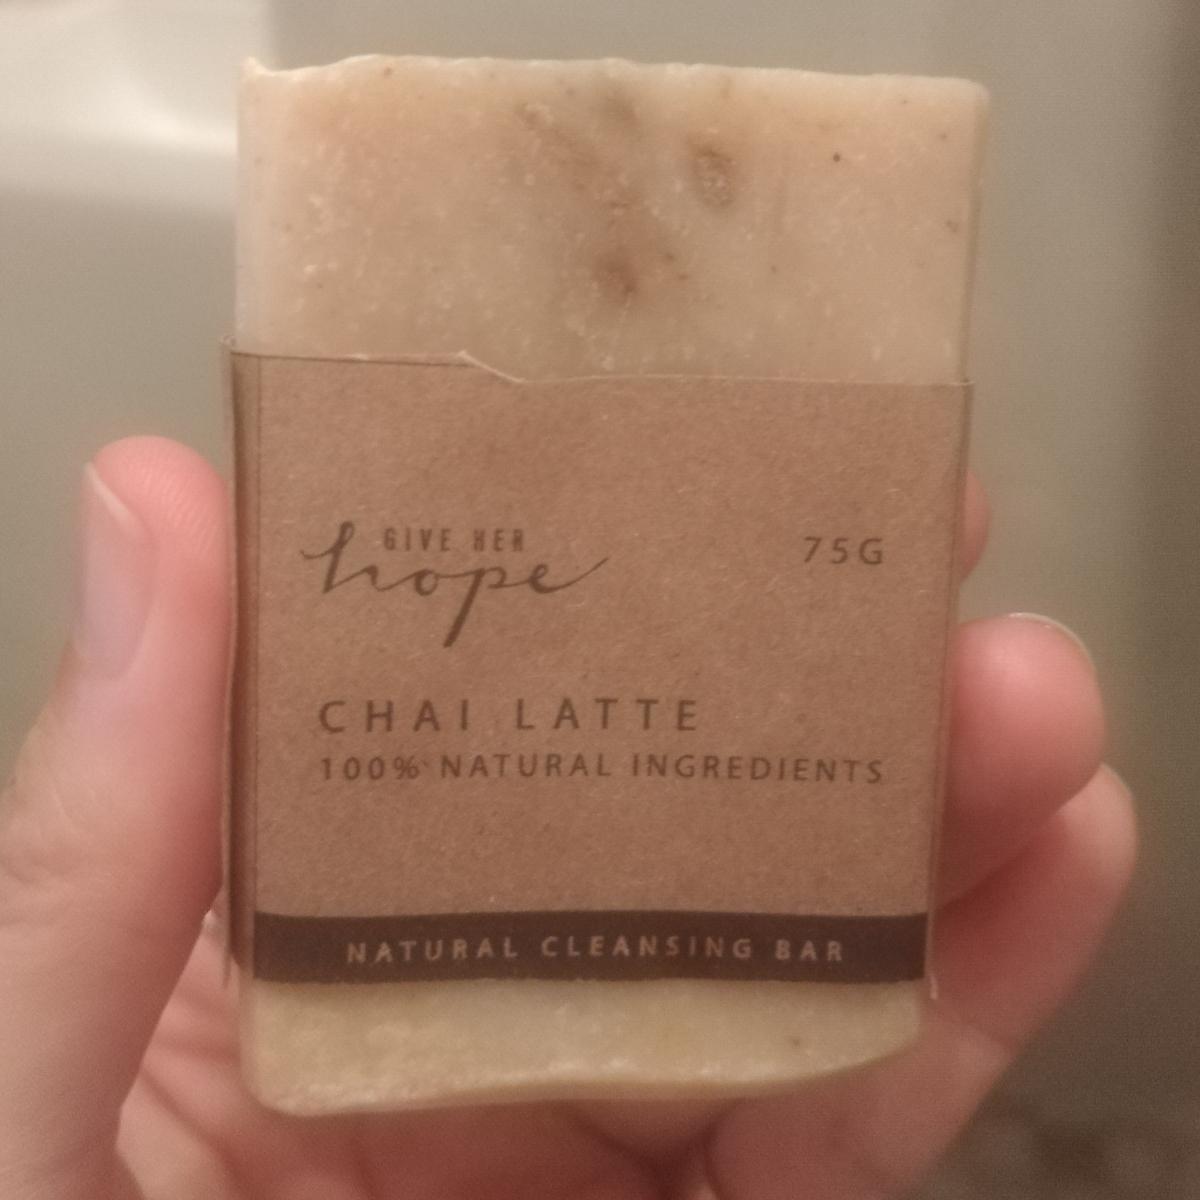 GIVE HER
hope
75G
CHAI LATTE
100% NATURAL INGREDIENTS
NATURAL CLEANSING BAR